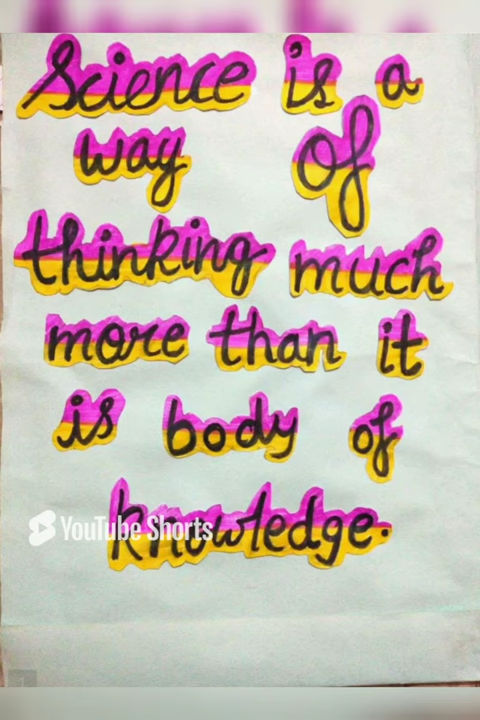 Science is a
way of
thinking much
more than it
is body of
knowledge.
YouTube Shorts